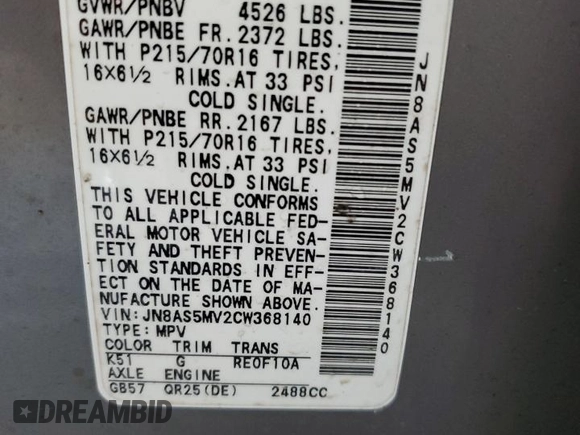 GVWR/PNBV 4526 LBS.
GAWR/PNBE FR. 2372 LBS.
WITH P215/70R16 TIRES,
16X6½ RIMS. AT 33 PSI
COLD SINGLE.
GAWR/PNBE RR. 2167 LBS.
WITH P215/70R16 TIRES,
16X6½ RIMS. AT 33 PSI
COLD SINGLE.
THIS VEHICLE CONFORMS
TO ALL APPLICABLE FED-
ERAL MOTOR VEHICLE SA-
FETY AND THEFT PREVEN-
TION STANDARDS IN EFF-
ECT ON THE DATE OF MA-
NUFACTURE SHOWN ABOVE.
VIN: JN8AS5MV2CW368140
TYPE: MPV
COLOR TRIM TRANS
K51 G RE0F10A
AXLE ENGINE
GB57 QR25(DE) 2488CC
JN8AS5MV2CW368140
DREAMBID